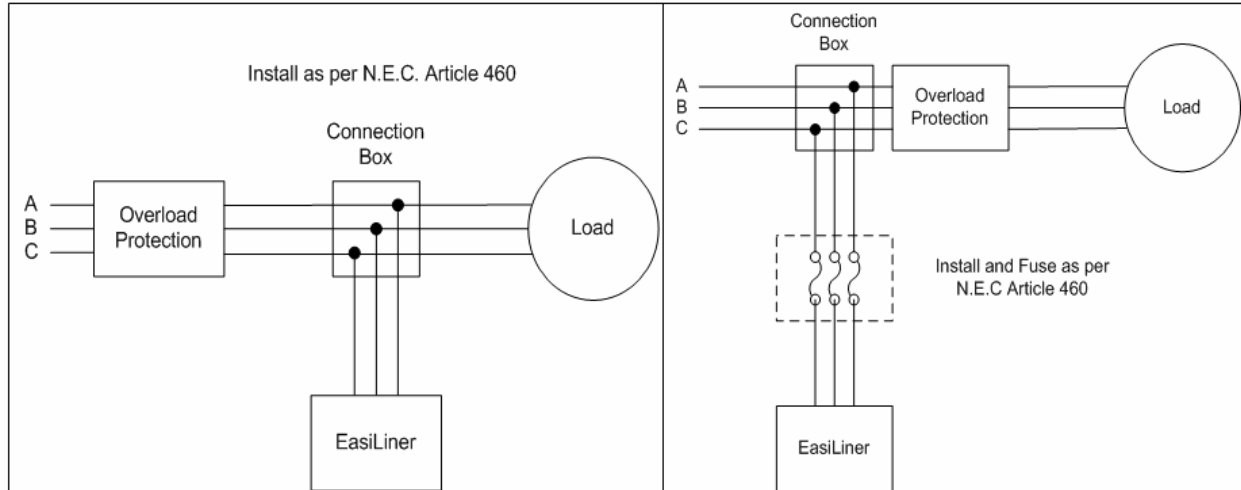 Install as per N.E.C. Article 460
Connection
Box
A
B
C
Overload
Protection
Load
EasiLiner
Connection
Box
A
B
C
Overload
Protection
Load
Install and Fuse as per
N.E.C Article 460
EasiLiner